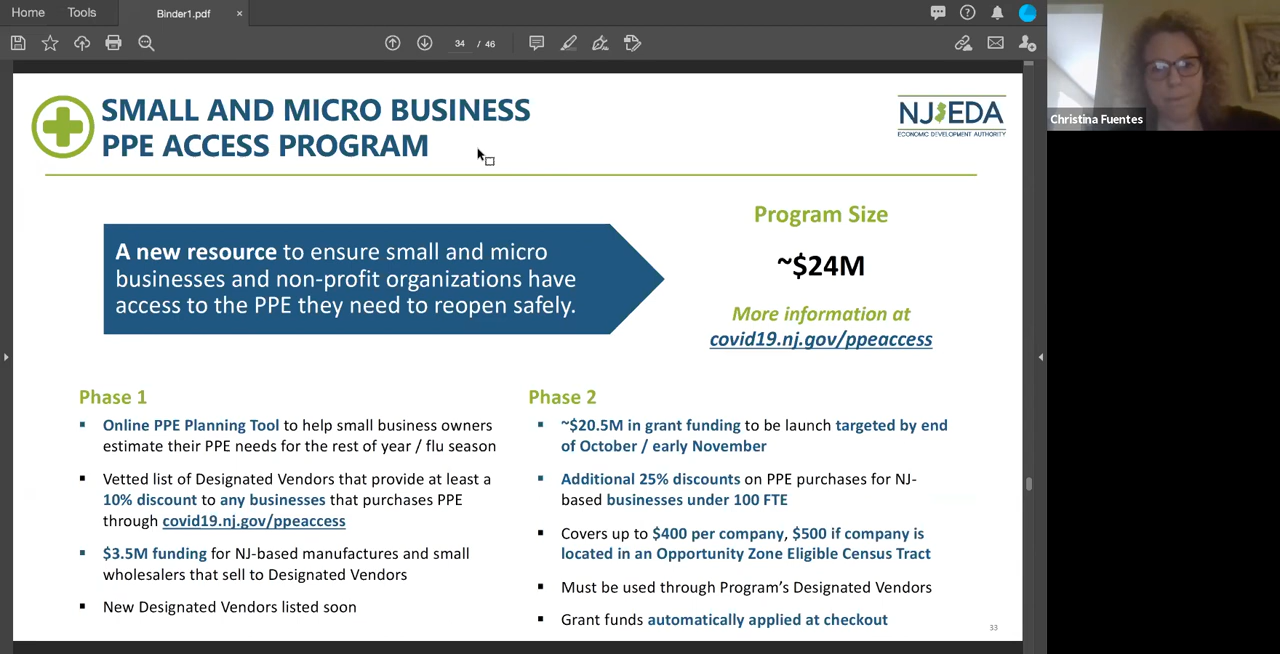 Home Tools Binder1.pdf ×
34 / 46
Christina Fuentes
SMALL AND MICRO BUSINESS
PPE ACCESS PROGRAM
NJEDA
ECONOMIC DEVELOPMENT AUTHORITY
A new resource to ensure small and micro
businesses and non-profit organizations have
access to the PPE they need to reopen safely.
Program Size
~$24M
More information at
covid19.nj.gov/ppeaccess
Phase 1
▪ Online PPE Planning Tool to help small business owners
estimate their PPE needs for the rest of year / flu season
▪ Vetted list of Designated Vendors that provide at least a
10% discount to any businesses that purchases PPE
through covid19.nj.gov/ppeaccess
▪ $3.5M funding for NJ-based manufactures and small
wholesalers that sell to Designated Vendors
▪ New Designated Vendors listed soon
Phase 2
▪ ~$20.5M in grant funding to be launch targeted by end
of October / early November
▪ Additional 25% discounts on PPE purchases for NJ-
based businesses under 100 FTE
▪ Covers up to $400 per company, $500 if company is
located in an Opportunity Zone Eligible Census Tract
▪ Must be used through Program's Designated Vendors
▪ Grant funds automatically applied at checkout
33